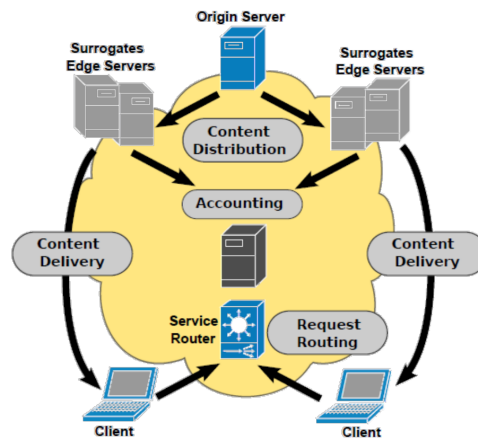 Origin Server
Surrogates
Edge Servers
Surrogates
Edge Servers
Content
Distribution
Accounting
Content
Delivery
Content
Delivery
Service
Router
Request
Routing
Client
Client